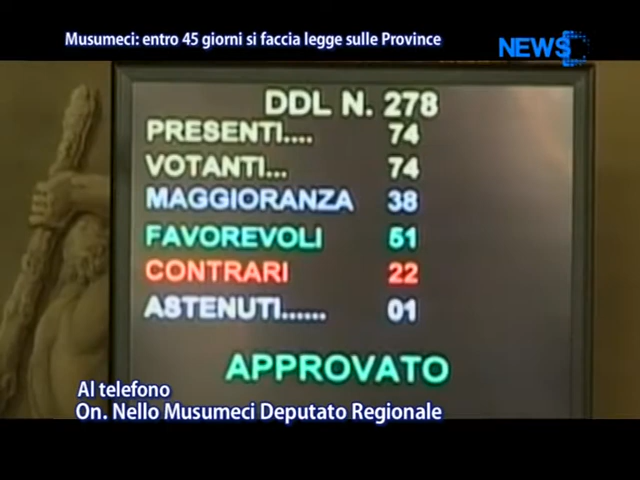 Musumeci: entro 45 giorni si faccia legge sulle Province
NEWS
DDL N. 278
PRESENTI.... 74
VOTANTI... 74
MAGGIORANZA 38
FAVOREVOLI 51
CONTRARI 22
ASTENUTI...... 01
APPROVATO
Al telefono
On. Nello Musumeci Deputato Regionale